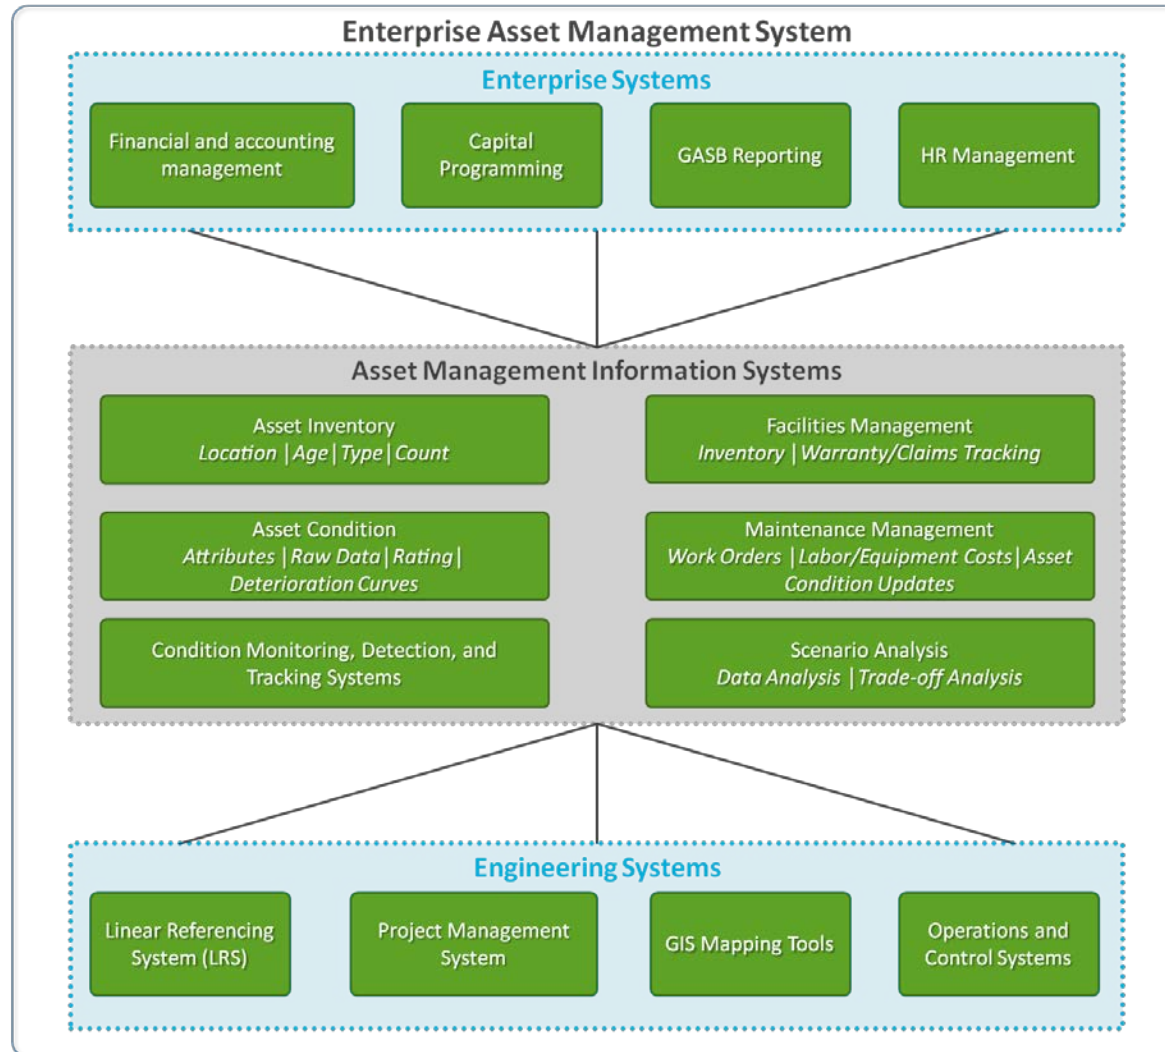 Enterprise Asset Management System
Enterprise Systems
Financial and accounting
management
Capital
Programming
GASB Reporting
HR Management
Asset Management Information Systems
Asset Inventory
Location |Age|Type|Count
Facilities Management
Inventory |Warranty/Claims Tracking
Asset Condition
Attributes |Raw Data|Rating|
Deterioration Curves
Maintenance Management
Work Orders |Labor/Equipment Costs|Asset
Condition Updates
Condition Monitoring, Detection, and
Tracking Systems
Scenario Analysis
Data Analysis |Trade-off Analysis
Engineering Systems
Linear Referencing
System (LRS)
Project Management
System
GIS Mapping Tools
Operations and
Control Systems